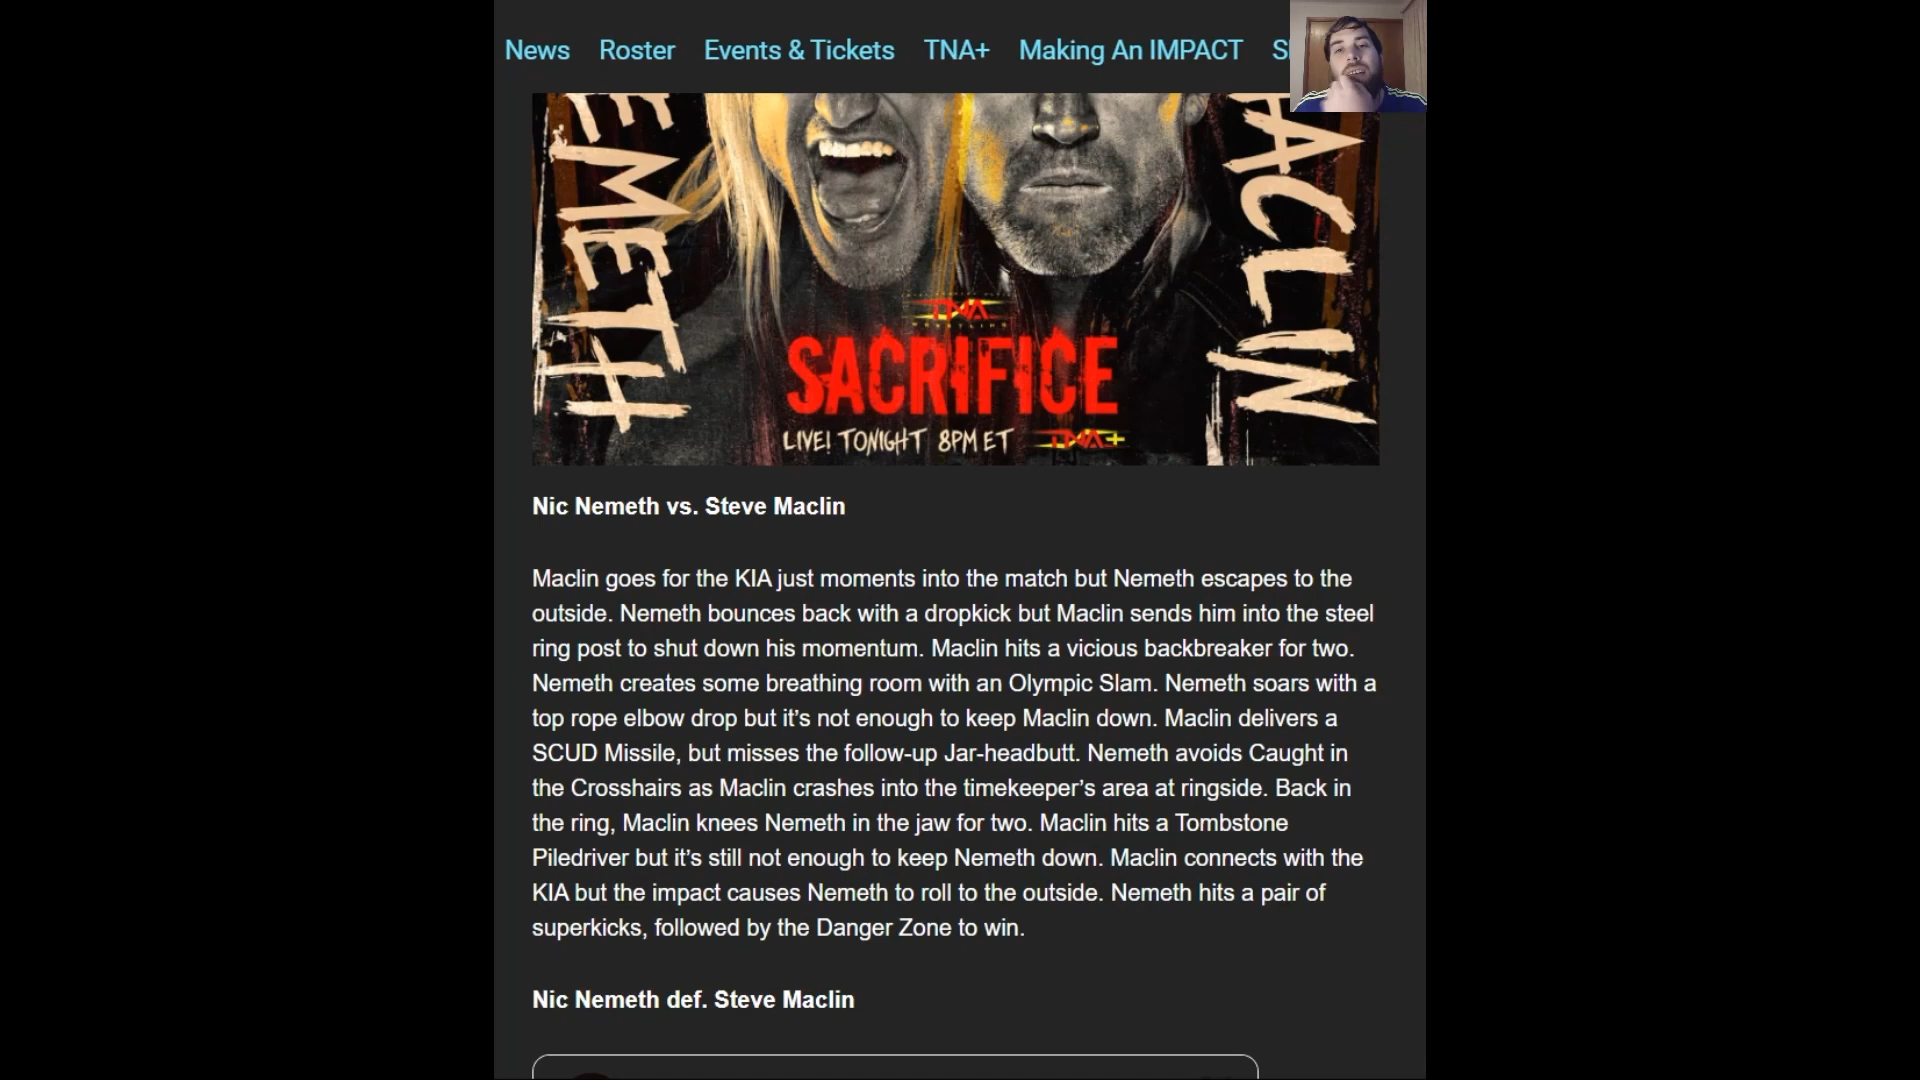 News Roster Events & Tickets TNA+ Making An IMPACT
EMETH
ACLIN
TNA
WRESTLING
SACRIFICE
LIVE! TONIGHT 8PM ET TNA+
Nic Nemeth vs. Steve Maclin
Maclin goes for the KIA just moments into the match but Nemeth escapes to the
outside. Nemeth bounces back with a dropkick but Maclin sends him into the steel
ring post to shut down his momentum. Maclin hits a vicious backbreaker for two.
Nemeth creates some breathing room with an Olympic Slam. Nemeth soars with a
top rope elbow drop but it’s not enough to keep Maclin down. Maclin delivers a
SCUD Missile, but misses the follow-up Jar-headbutt. Nemeth avoids Caught in
the Crosshairs as Maclin crashes into the timekeeper’s area at ringside. Back in
the ring, Maclin knees Nemeth in the jaw for two. Maclin hits a Tombstone
Piledriver but it’s still not enough to keep Nemeth down. Maclin connects with the
KIA but the impact causes Nemeth to roll to the outside. Nemeth hits a pair of
superkicks, followed by the Danger Zone to win.
Nic Nemeth def. Steve Maclin